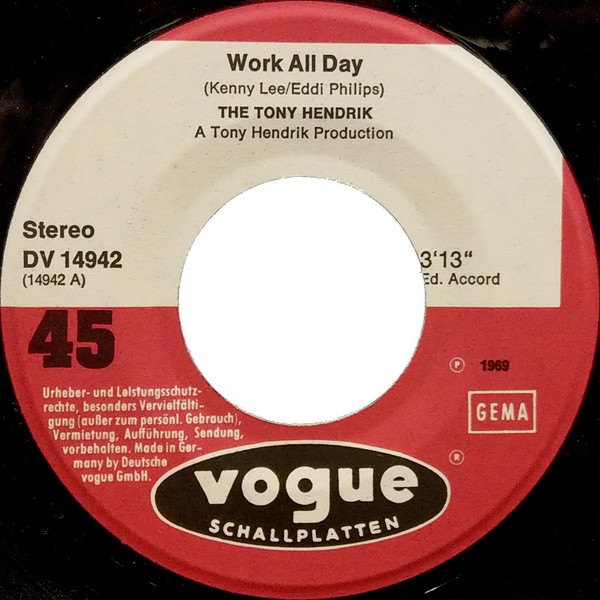 Work All Day
(Kenny Lee/Eddi Philips)
THE TONY HENDRIK
A Tony Hendrik Production
Stereo
DV 14942
(14942 A)
3'13"
Ed. Accord
45
℗ 1969
GEMA
Urheber- und Leistungsschutz-
rechte, besonders Vervielfälti-
gung (außer zum persönl. Gebrauch),
Vermietung, Aufführung, Sendung,
vorbehalten. Made in Ger-
many by Deutsche
vogue GmbH.
®
vogue
SCHALLPLATTEN